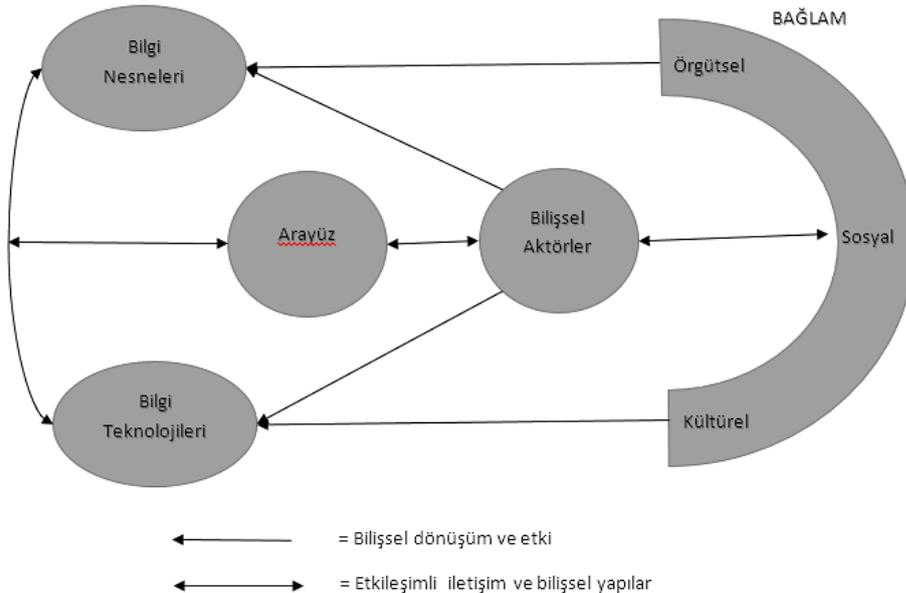 BAĞLAM
Bilgi
Nesneleri
Örgütsel
Arayüz
Bilişsel
Aktörler
Sosyal
Bilgi
Teknolojileri
Kültürel
= Bilişsel dönüşüm ve etki
= Etkileşimli iletişim ve bilişsel yapılar